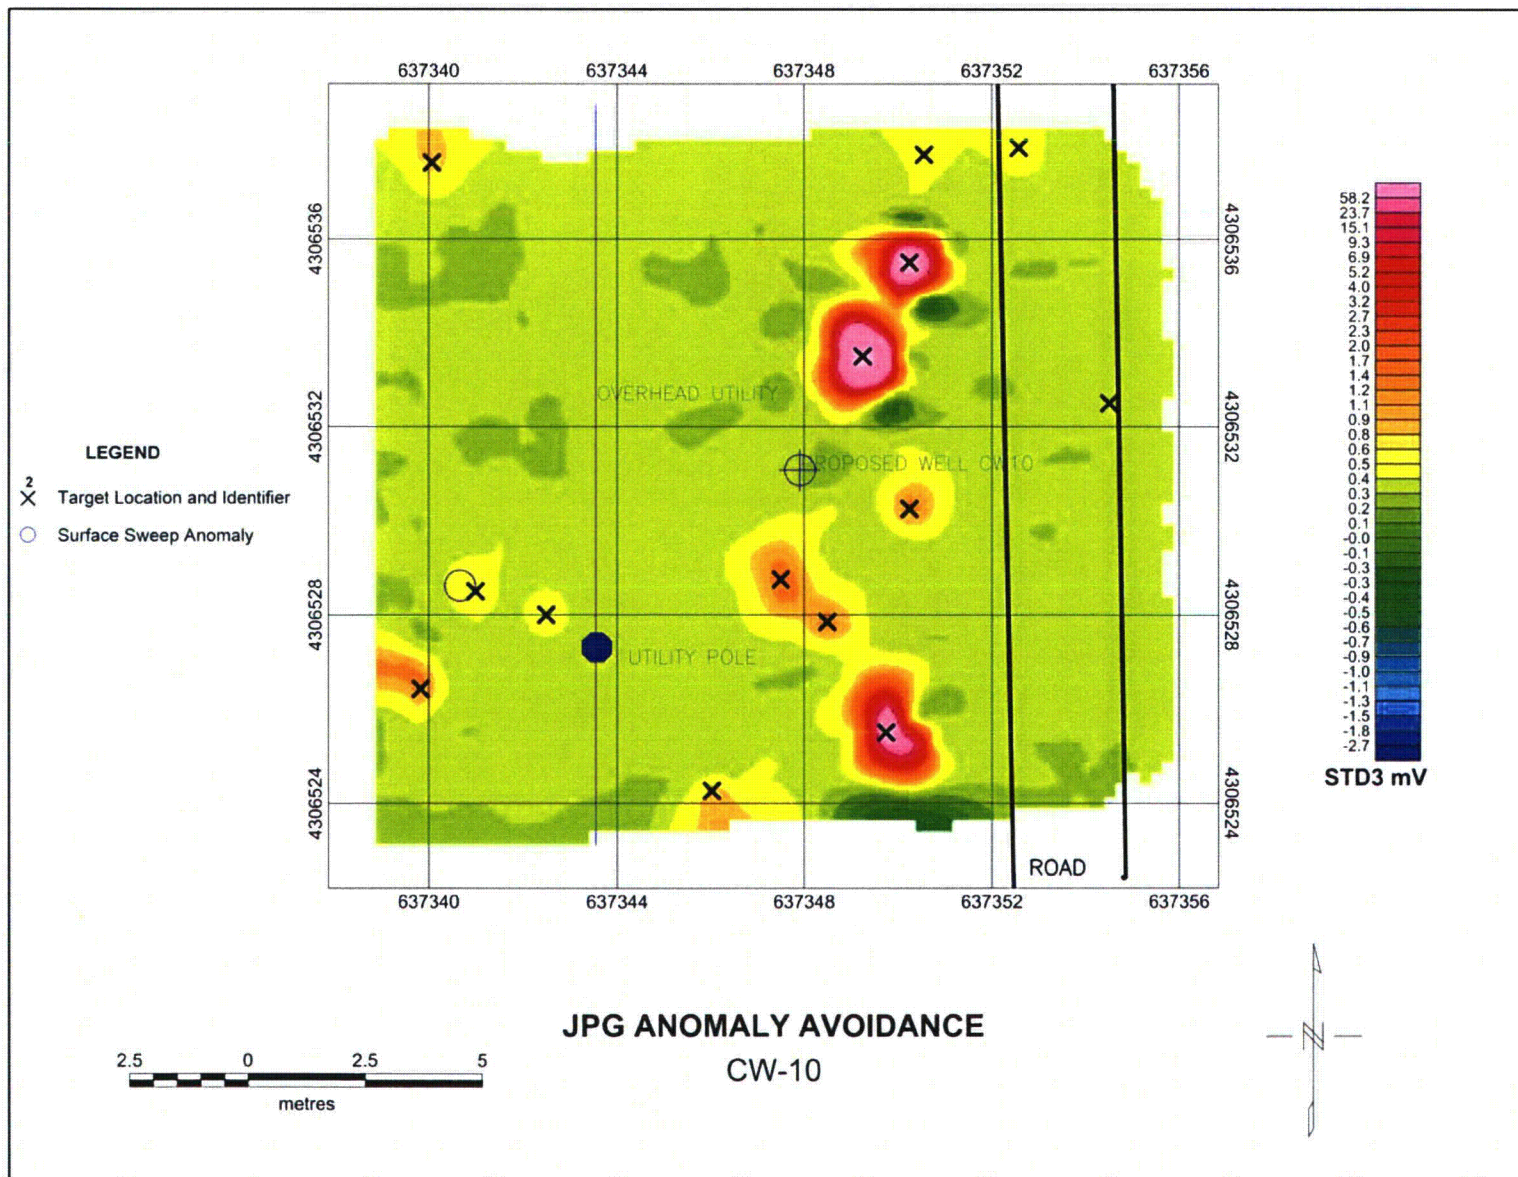 637340 637344 637348 637352 637356
58.2
23.7
15.1
9.3
6.9
5.2
4.0
3.2
2.7
2.3
2.0
1.7
1.4
1.2
1.1
0.9
0.8
0.6
0.5
0.4
0.3
0.2
0.1
-0.0
-0.1
-0.3
-0.3
-0.4
-0.5
-0.6
-0.7
-0.9
-1.0
-1.1
-1.3
-1.5
-1.8
-2.7
STD3 mV
4306536 4306536
4306532 4306532
4306528 4306528
4306524 4306524
OVERHEAD UTILITY
PROPOSED WELL CW10
UTILITY POLE
ROAD
LEGEND
2
Target Location and Identifier
Surface Sweep Anomaly
637340 637344 637348 637352 637356
JPG ANOMALY AVOIDANCE
CW-10
2.5 0 2.5 5
metres
N